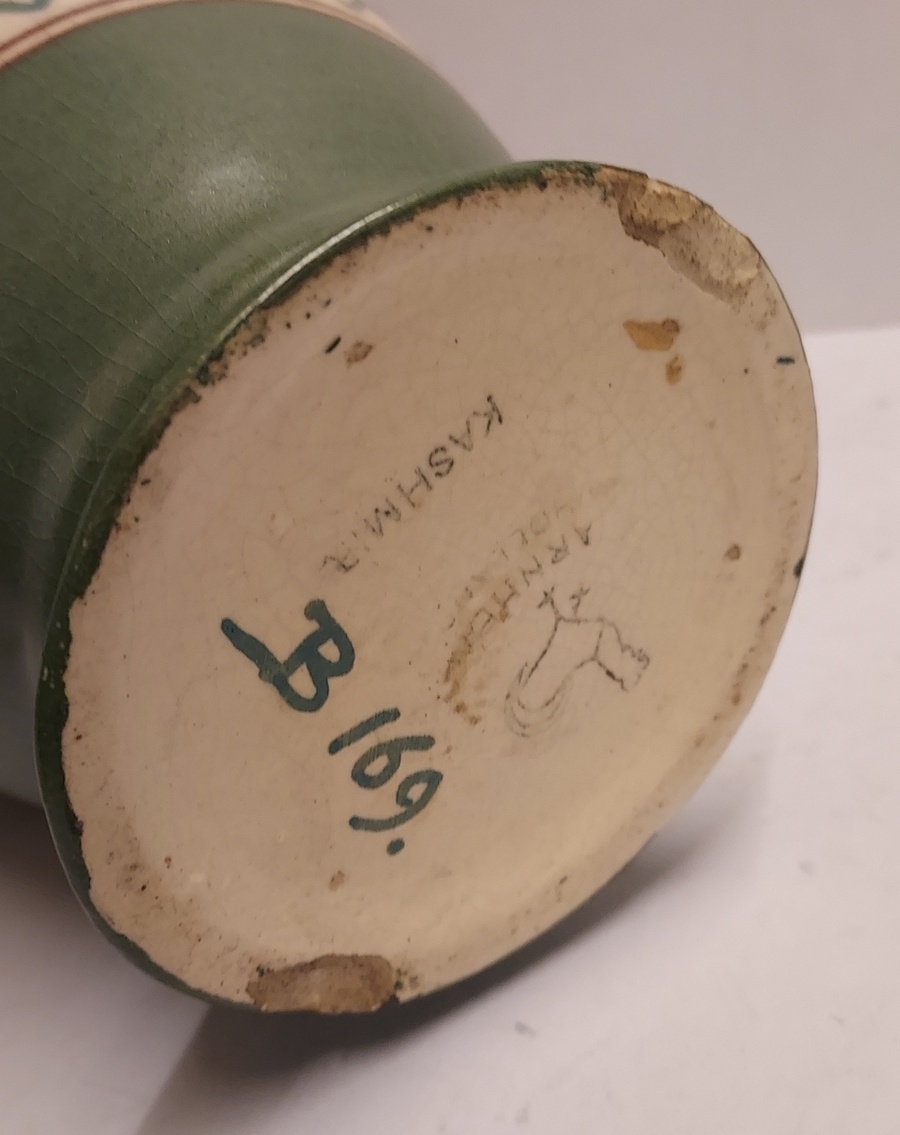 KASHMIR
ARNHEM
HOLLAND
B 169.